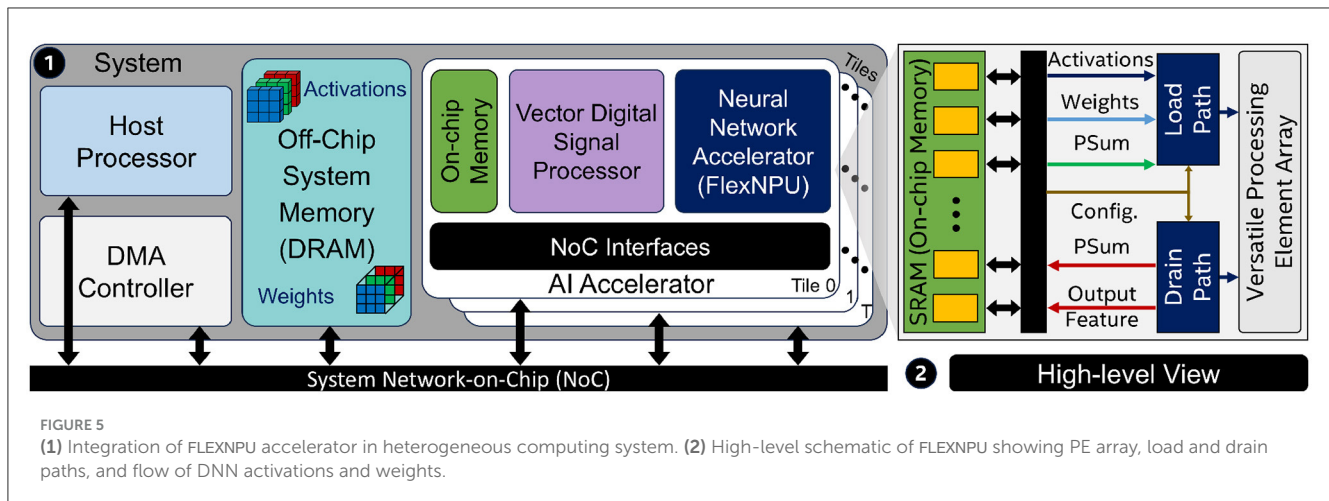 1
System
Host
Processor
DMA
Controller
Activations
Off-Chip
System
Memory
(DRAM)
Weights
On-chip
Memory
Vector Digital
Signal
Processor
Neural
Network
Accelerator
(FlexNPU)
NoC Interfaces
AI Accelerator
Tile 0
1
T
Tiles
System Network-on-Chip (NoC)
SRAM (On-chip Memory)
Activations
Weights
PSum
Config.
PSum
Output
Feature
Load
Path
Drain
Path
Versatile Processing
Element Array
2
High-level View
FIGURE 5
(1) Integration of FLEXNPU accelerator in heterogeneous computing system. (2) High-level schematic of FLEXNPU showing PE array, load and drain
paths, and flow of DNN activations and weights.